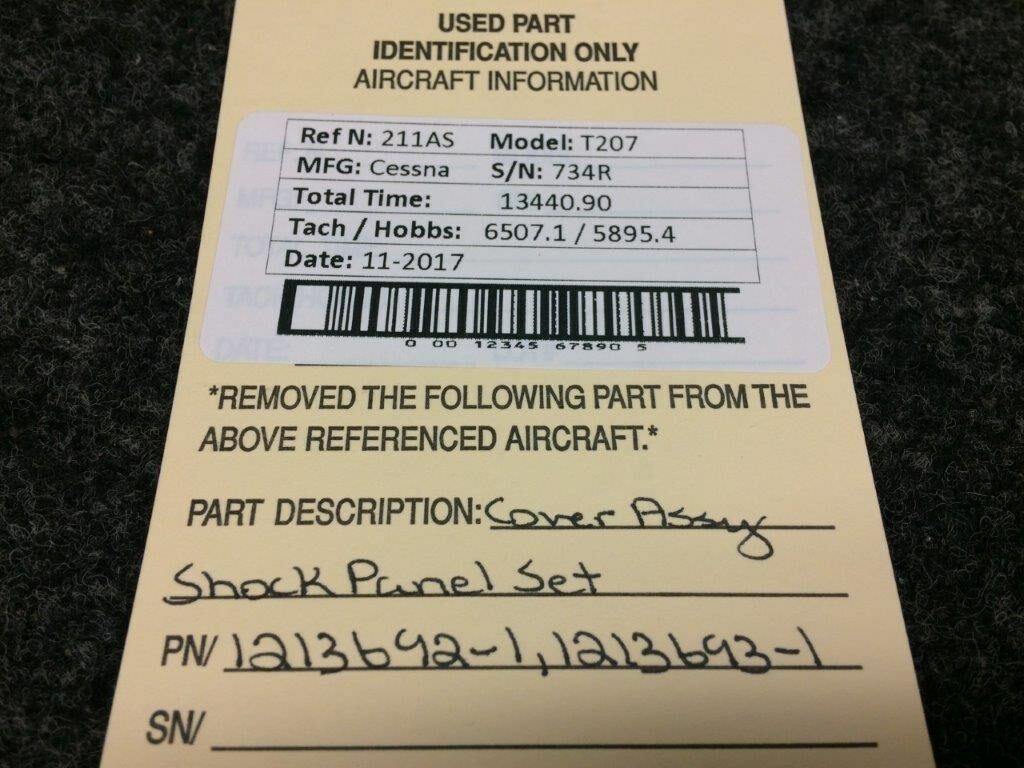 USED PART
IDENTIFICATION ONLY
AIRCRAFT INFORMATION
Ref N: 211AS Model: T207
MFG: Cessna S/N: 734R
Total Time: 13440.90
Tach / Hobbs: 6507.1 / 5895.4
Date: 11-2017
0 00 12345 67890 5
*REMOVED THE FOLLOWING PART FROM THE
ABOVE REFERENCED AIRCRAFT.*
PART DESCRIPTION: Cover Assy
Shock Panel Set
PN/ 1213692-1, 1213693-1
SN/